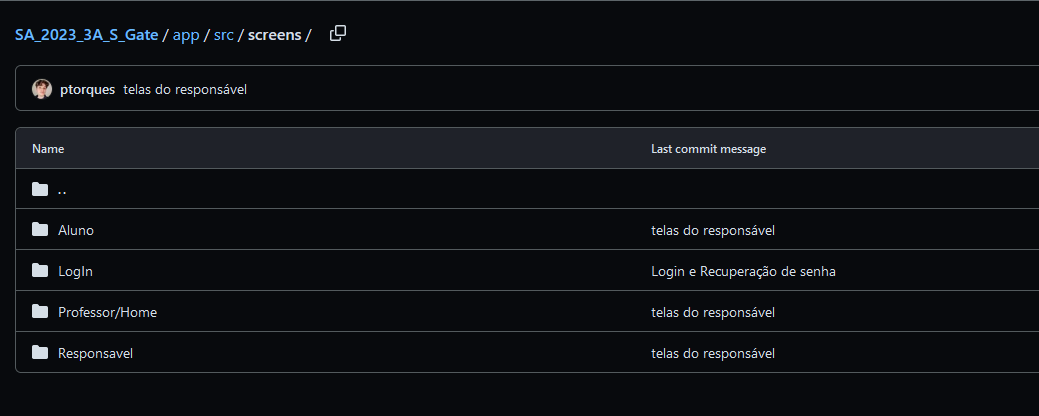 SA_2023_3A_S_Gate / app / src / screens /
ptorques telas do responsável
Name Last commit message
..
Aluno telas do responsável
LogIn Login e Recuperação de senha
Professor/Home telas do responsável
Responsavel telas do responsável